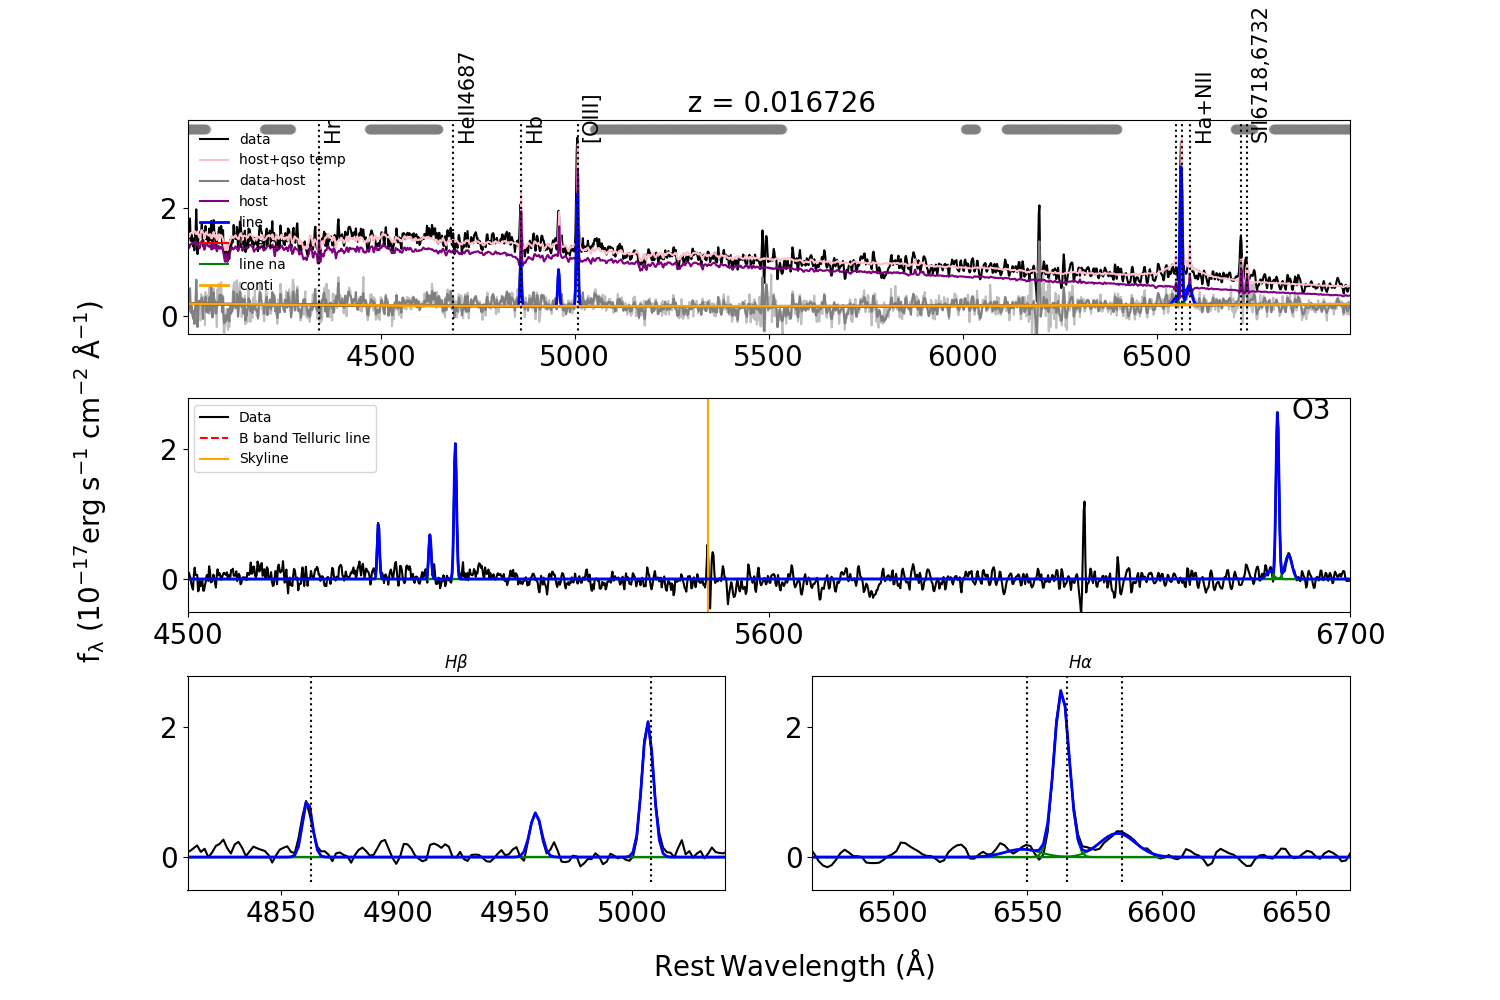 z = 0.016726
Hr
HeII4687
Hb
[OIII]
Ha+NII
SII6718,6732
data
host+qso temp
data-host
host
line
line na
conti
2
0
4500
5000
5500
6000
6500
fλ (10⁻¹⁷erg s⁻¹ cm⁻² Å⁻¹)
O3
Data
B band Telluric line
Skyline
2
0
4500
5600
6700
Hβ
2
0
4850
4900
4950
5000
Hα
2
0
6500
6550
6600
6650
Rest Wavelength (Å)